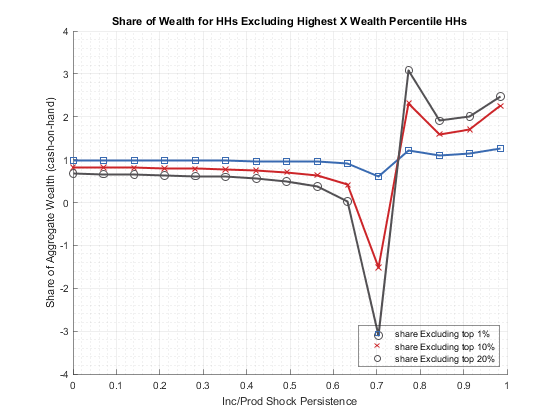 Share of Wealth for HHs Excluding Highest X Wealth Percentile HHs
Share of Aggregate Wealth (cash-on-hand)
4
3
2
1
0
-1
-2
-3
-4
0 0.1 0.2 0.3 0.4 0.5 0.6 0.7 0.8 0.9 1
Inc/Prod Shock Persistence
share Excluding top 1%
share Excluding top 10%
share Excluding top 20%